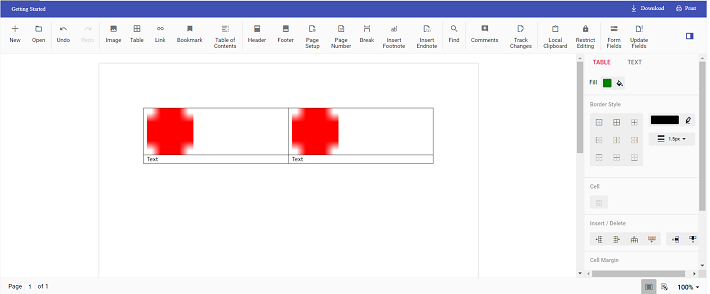 Getting Started Download Print
New Open Undo Redo Image Table Link Bookmark Table of Contents Header Footer Page Setup Page Number Break Insert Footnote Insert Endnote Find Comments Track Changes Local Clipboard Restrict Editing Form Fields Update Fields
TABLE TEXT
Fill
Border Style
1.5px
Text Text
Cell
Insert / Delete
Cell Margin
Page 1 of 1 100%